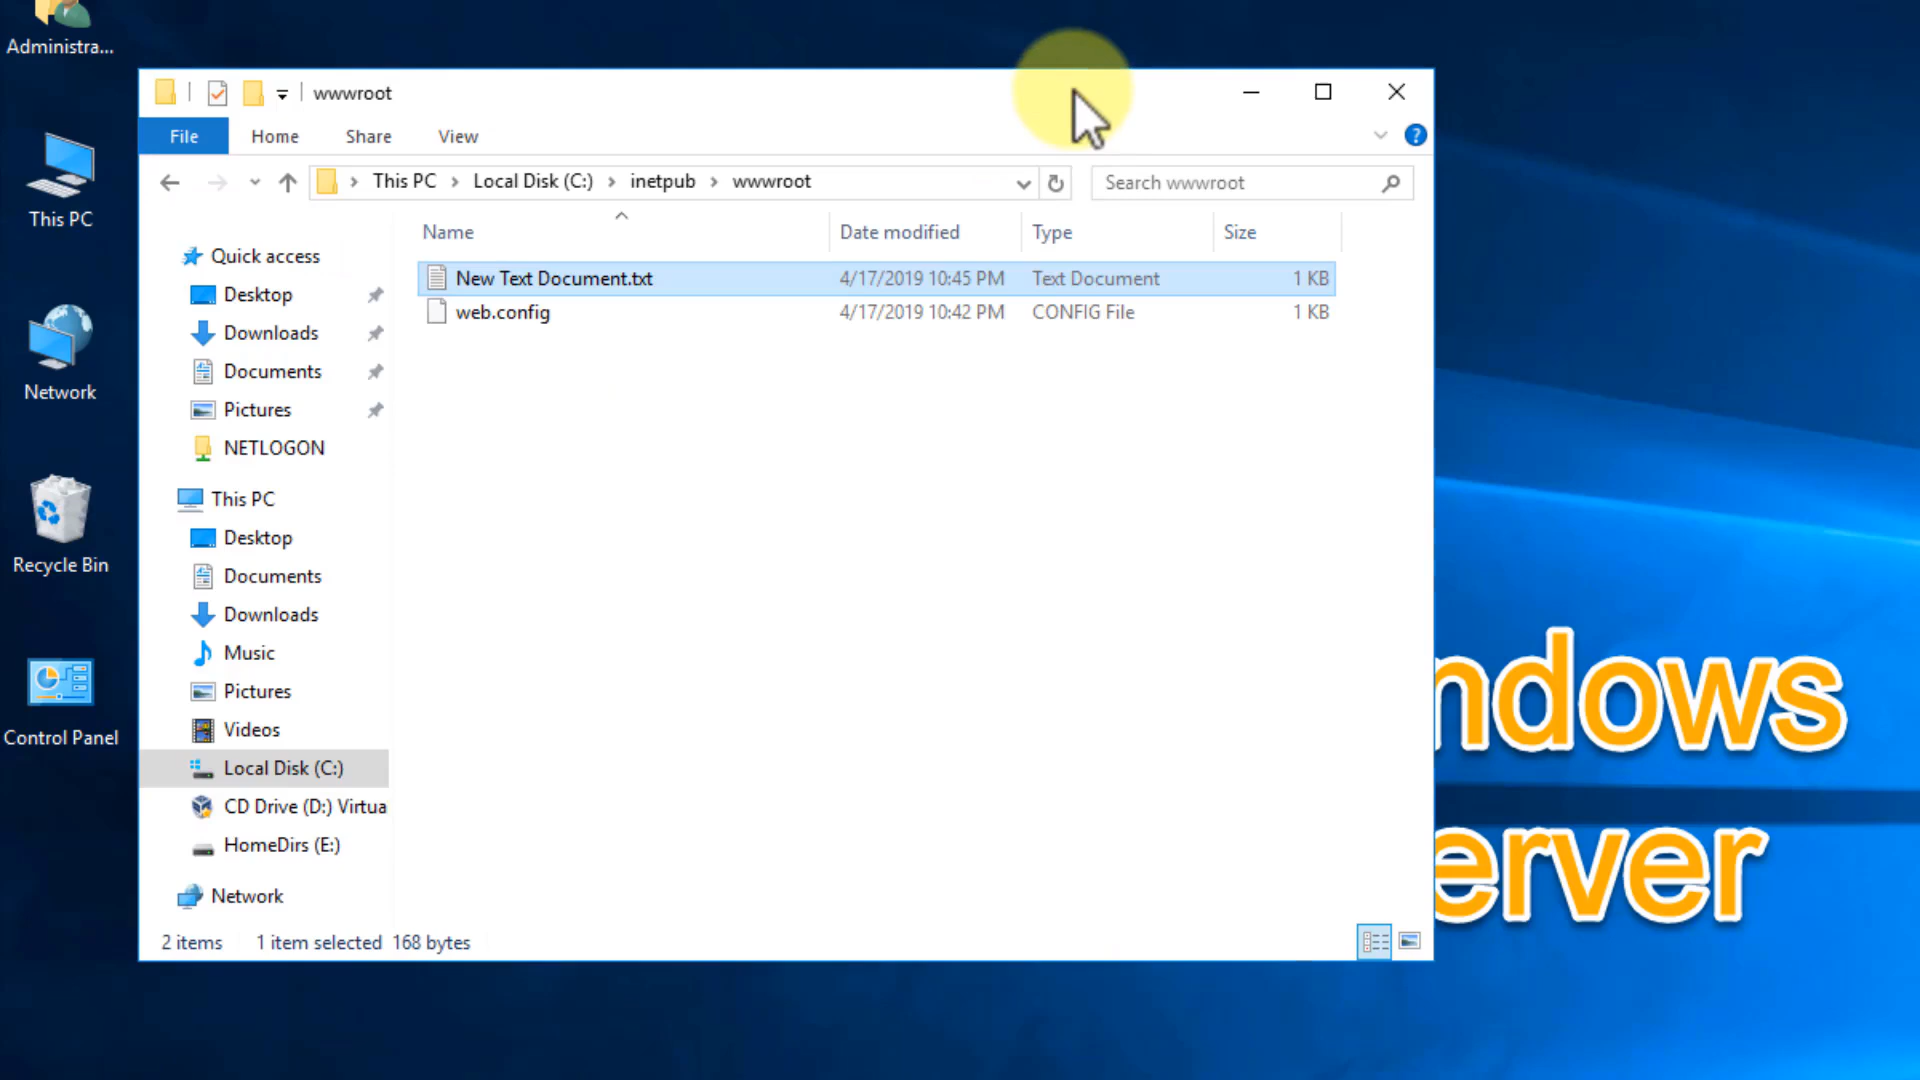 Administra...
This PC
Network
Recycle Bin
Control Panel
wwwroot
File Home Share View
This PC Local Disk (C:) inetpub wwwroot
Search wwwroot
Name Date modified Type Size
New Text Document.txt 4/17/2019 10:45 PM Text Document 1 KB
web.config 4/17/2019 10:42 PM CONFIG File 1 KB
Quick access
Desktop
Downloads
Documents
Pictures
NETLOGON
This PC
Desktop
Documents
Downloads
Music
Pictures
Videos
Local Disk (C:)
CD Drive (D:) Virtua
HomeDirs (E:)
Network
2 items 1 item selected 168 bytes
ndows
erver